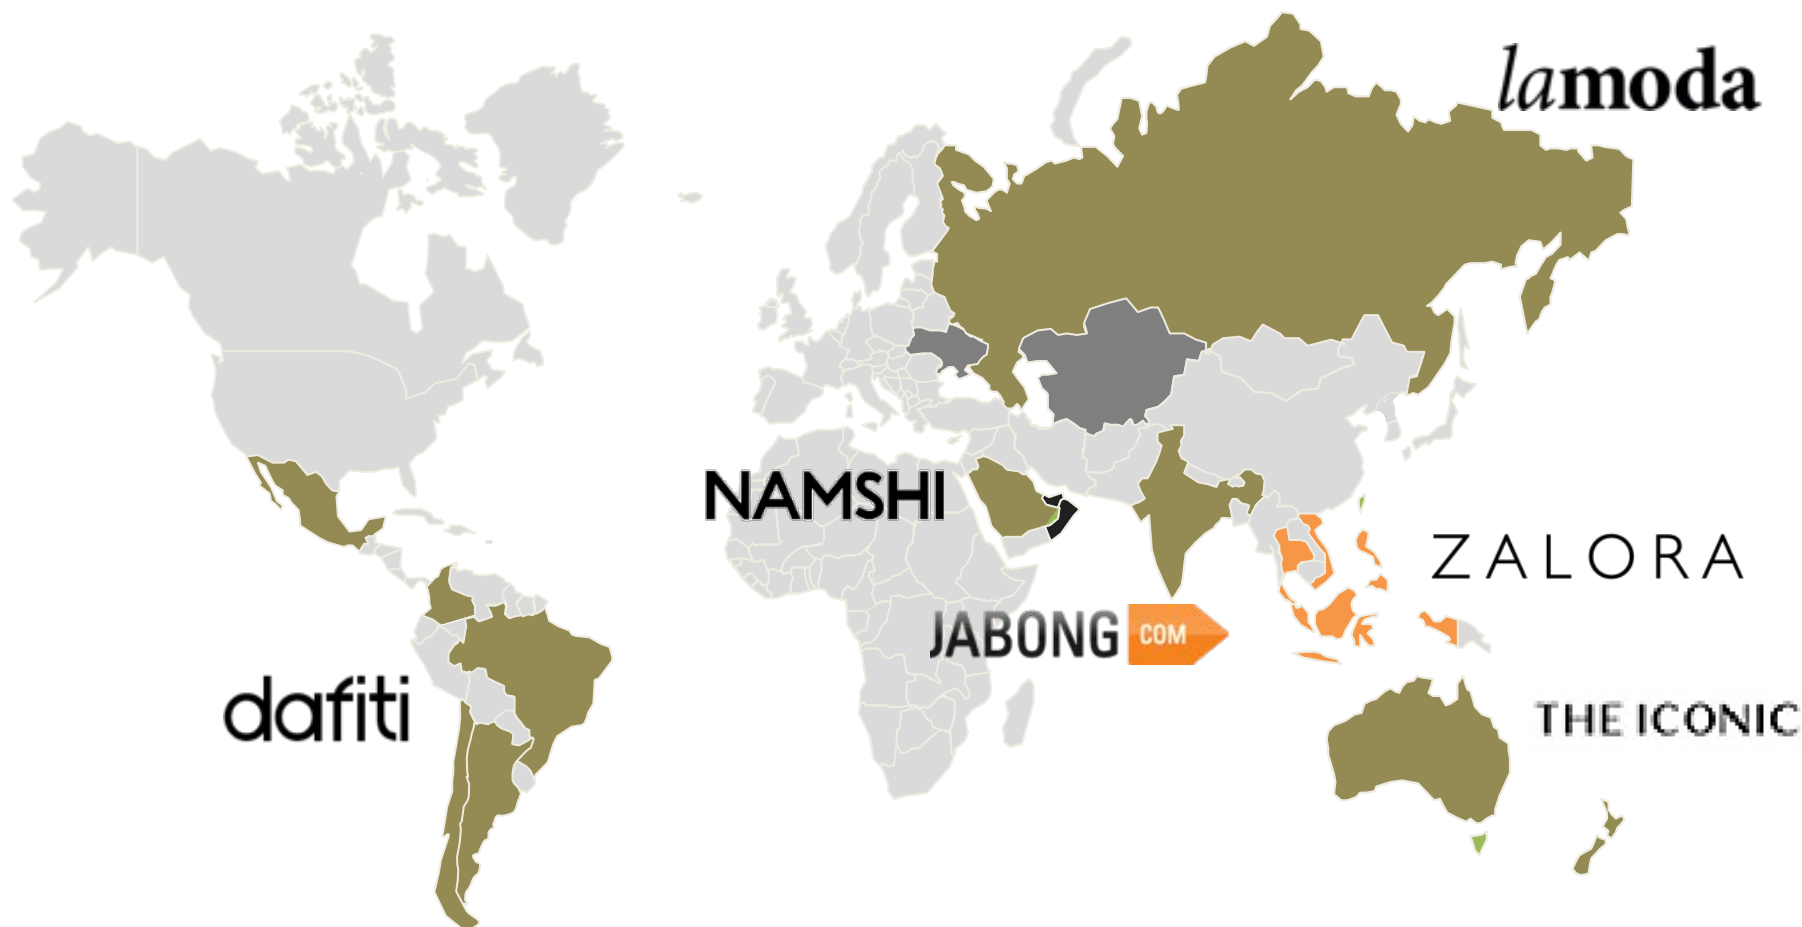 lamoda
NAMSHI
ZALORA
JABONG COM
dafiti
THE ICONIC